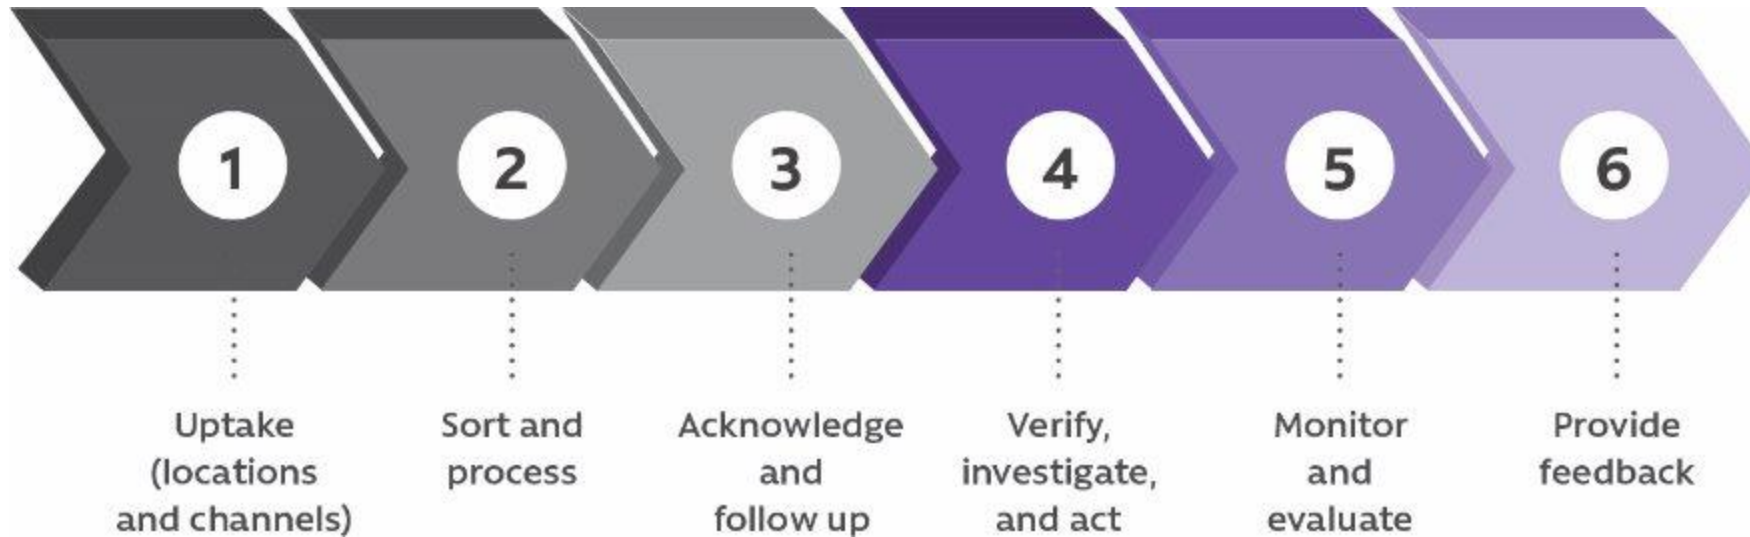 1
2
3
4
5
6
Uptake
(locations
and channels)
Sort and
process
Acknowledge
and
follow up
Verify,
investigate,
and act
Monitor
and
evaluate
Provide
feedback